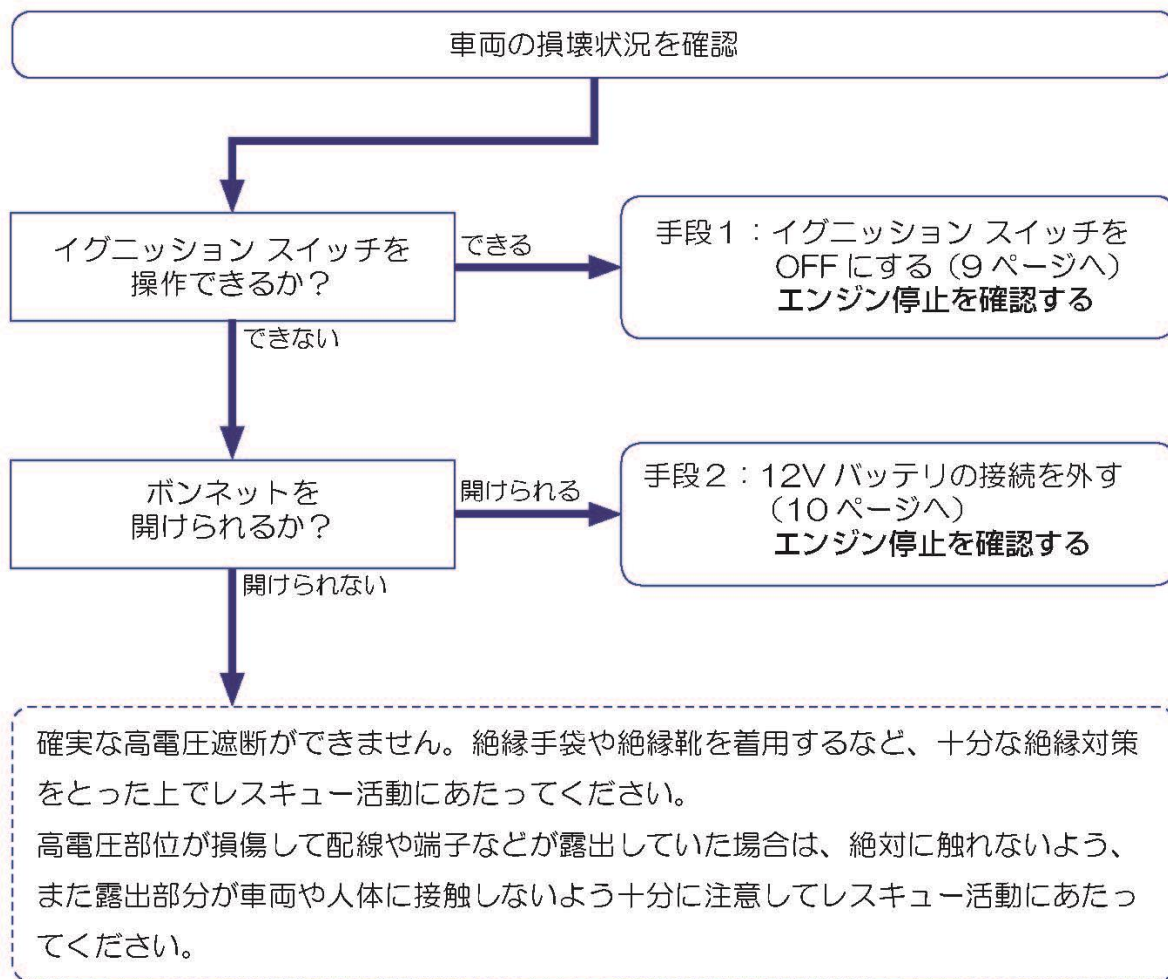 車両の損壊状況を確認
イグニッション スイッチを
操作できるか？
できる
手段１：イグニッション スイッチを
OFF にする（９ページへ）
エンジン停止を確認する
できない
ボンネットを
開けられるか？
開けられる
手段２：12V バッテリの接続を外す
（10 ページへ）
エンジン停止を確認する
開けられない
確実な高電圧遮断ができません。絶縁手袋や絶縁靴を着用するなど、十分な絶縁対策
をとった上でレスキュー活動にあたってください。
高電圧部位が損傷して配線や端子などが露出していた場合は、絶対に触れないよう、
また露出部分が車両や人体に接触しないよう十分に注意してレスキュー活動にあたっ
てください。